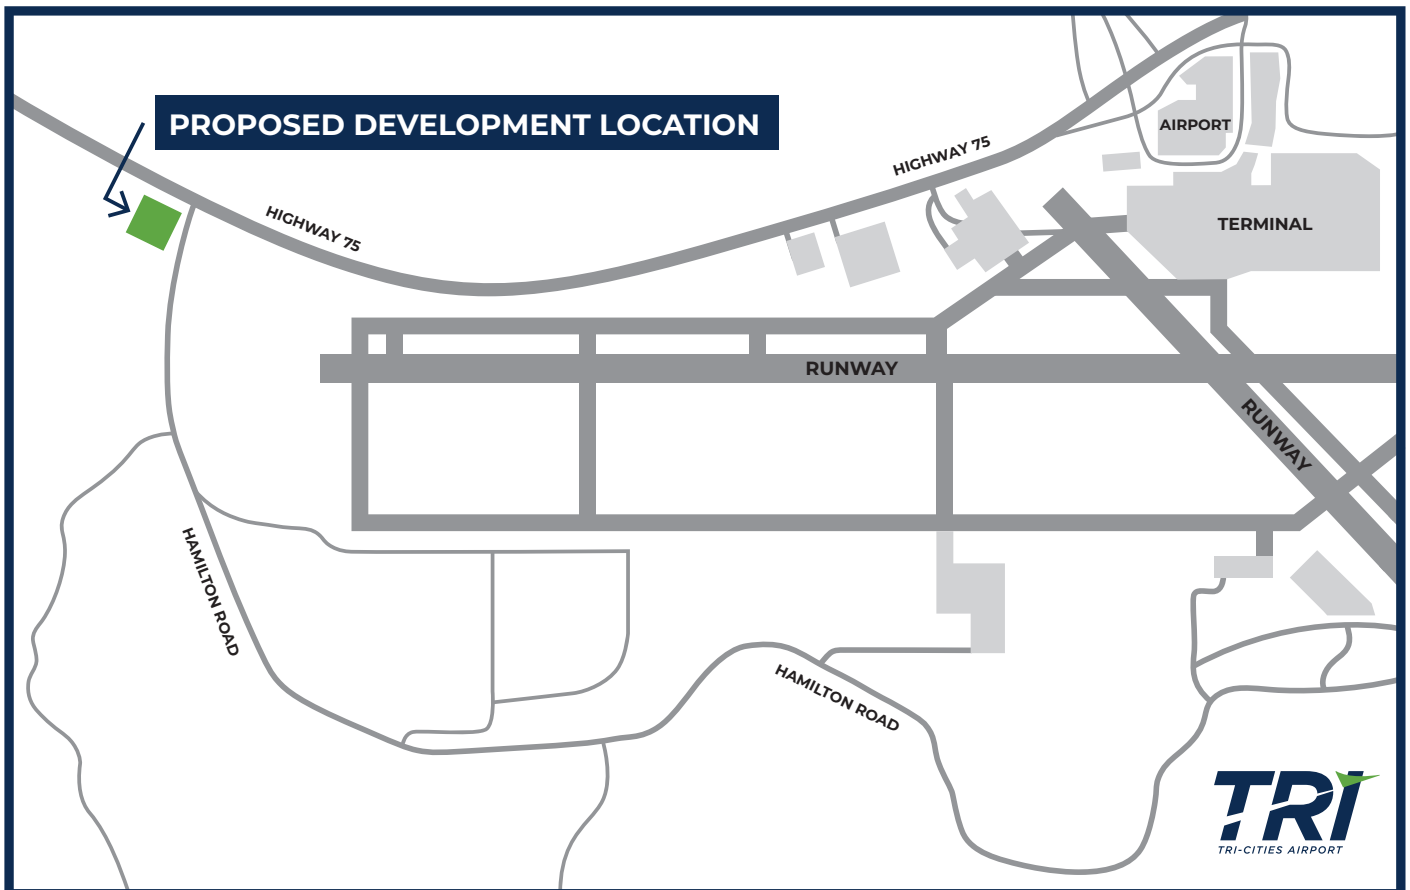 PROPOSED DEVELOPMENT LOCATION
AIRPORT
HIGHWAY 75
HIGHWAY 75
TERMINAL
RUNWAY
RUNWAY
HAMILTON ROAD
HAMILTON ROAD
TRI
TRI-CITIES AIRPORT